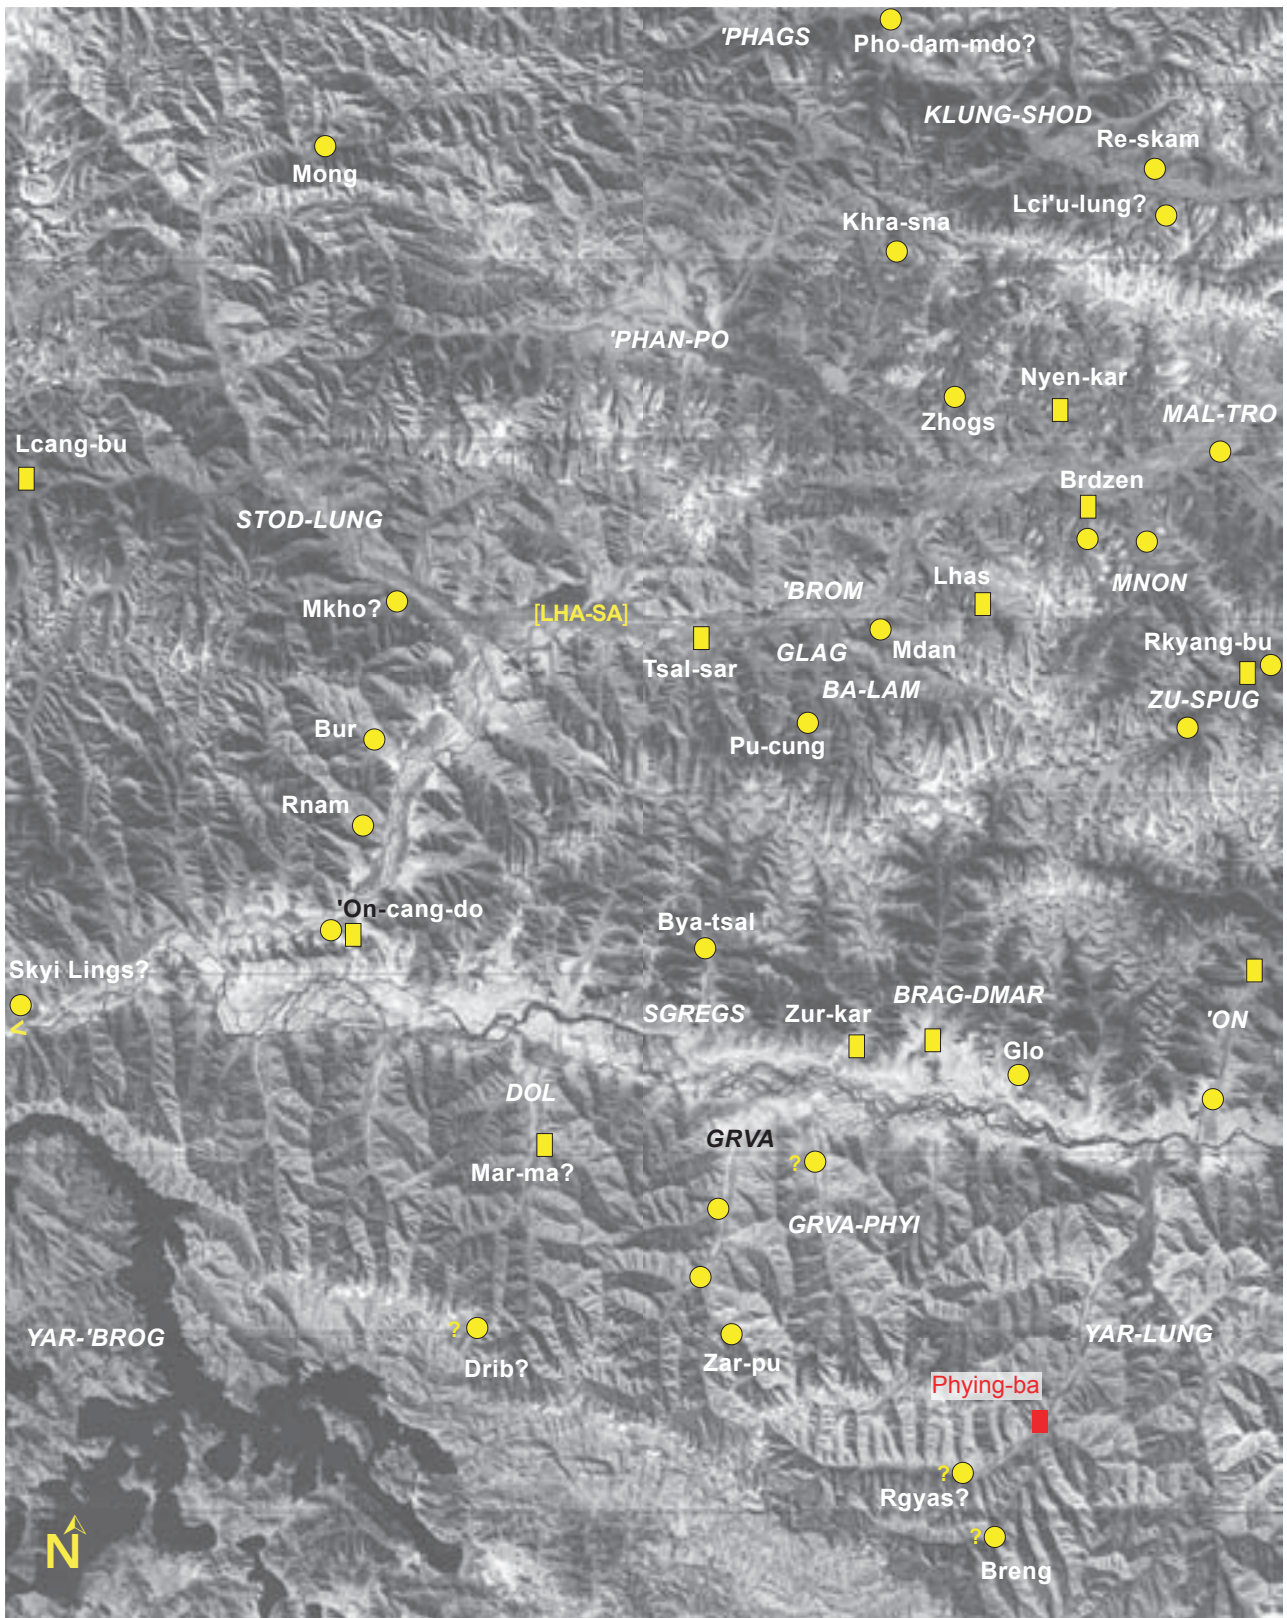 'PHAGS
Pho-dam-mdo?
KLUNG-SHOD
Re-skam
Mong
Lci'u-lung?
Khra-sna
'PHAN-PO
Nyen-kar
MAL-TRO
Zhogs
Lcang-bu
Brdzen
STOD-LUNG
Lhas
MNON
'BROM
Mkho?
[LHA-SA]
Mdan
GLAG
Tsal-sar
Rkyang-bu
BA-LAM
ZU-SPUG
Bur
Pu-cung
Rnam
'On-cang-do
Bya-tsal
Skyi Lings?
<
BRAG-DMAR
SGREGS
Zur-kar
'ON
Glo
DOL
GRVA
Mar-ma?
?
GRVA-PHYI
YAR-'BROG
?
Drib?
Zar-pu
YAR-LUNG
Phying-ba
?
Rgyas?
?
Breng
N